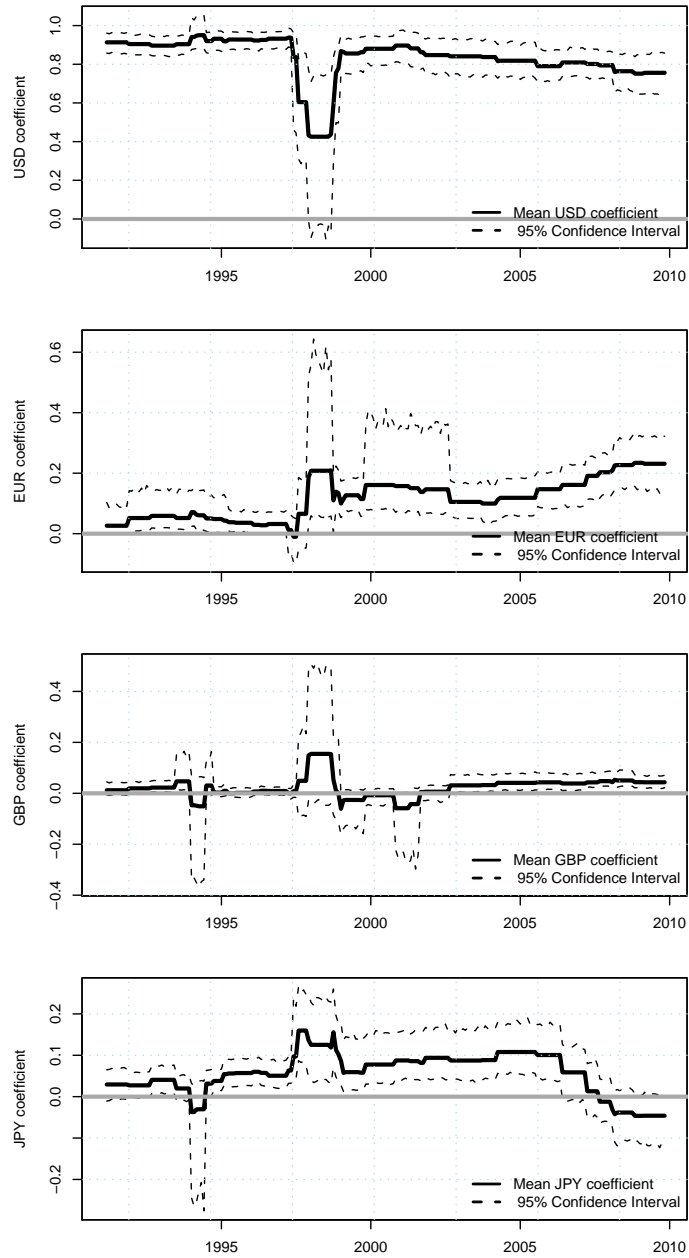 USD coefficient
1.0
0.8
0.6
0.4
0.2
0.0
Mean USD coefficient
95% Confidence Interval
1995 2000 2005 2010
EUR coefficient
0.6
0.4
0.2
0.0
Mean EUR coefficient
95% Confidence Interval
1995 2000 2005 2010
GBP coefficient
0.4
0.2
0.0
−0.2
−0.4
Mean GBP coefficient
95% Confidence Interval
1995 2000 2005 2010
JPY coefficient
0.2
0.1
0.0
−0.2
Mean JPY coefficient
95% Confidence Interval
1995 2000 2005 2010